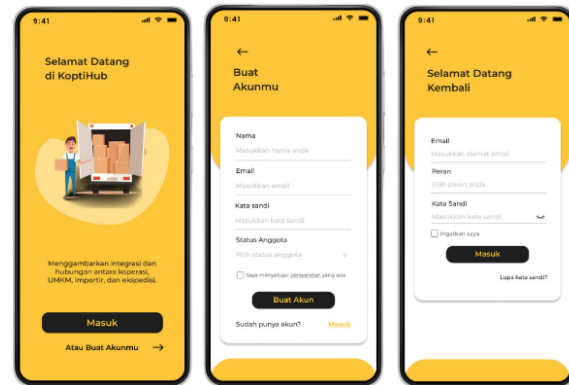 9:41
Selamat Datang
di KoptiHub
Menggambarkan integrasi dan
hubungan antara koperasi,
UMKM, importir, dan ekspedisi.
Masuk
Atau Buat Akunmu →
9:41
←
Buat
Akunmu
Nama
Masukkan nama anda
Email
Masukkan email
Kata sandi
Masukkan kata sandi
Status Anggota
Pilih status anggota
Saya menyetujui persyaratan yang ada
Buat Akun
Sudah punya akun? Masuk
9:41
←
Selamat Datang
Kembali
Email
Masukkan alamat email
Peran
Pilih peran anda
Kata Sandi
Masukkan kata sandi
Ingatkan saya
Masuk
Lupa kata sandi?